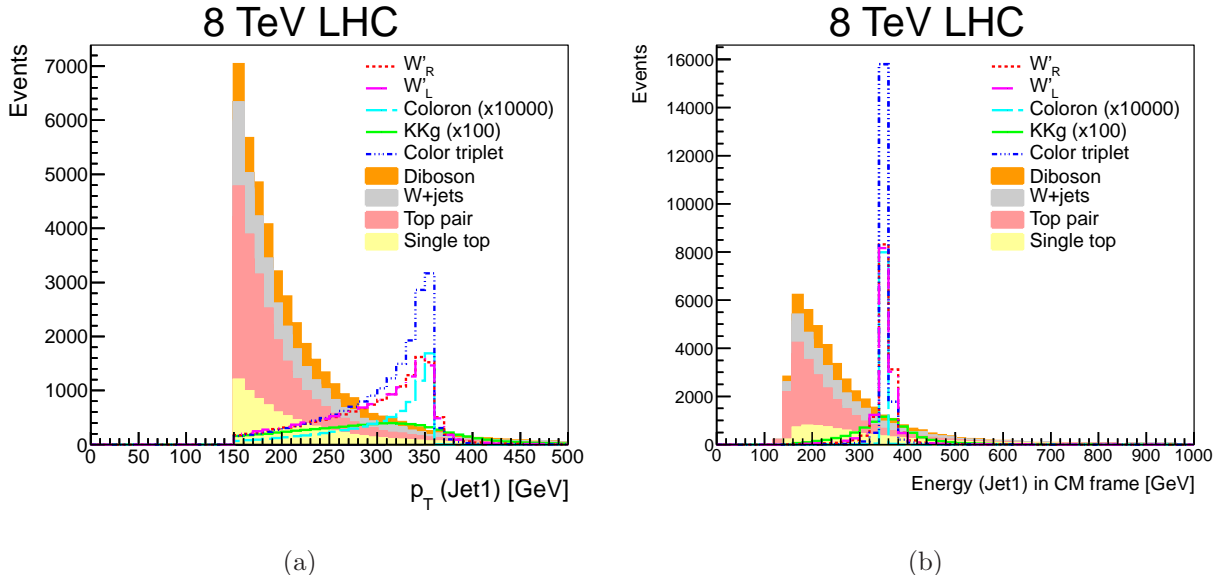 8 TeV LHC
Events
7000
6000
5000
4000
3000
2000
1000
0
0 50 100 150 200 250 300 350 400 450 500
p_T (Jet1) [GeV]
W'_R
W'_L
Coloron (x10000)
KKg (x100)
Color triplet
Diboson
W+jets
Top pair
Single top
(a)
8 TeV LHC
Events
16000
14000
12000
10000
8000
6000
4000
2000
0
0 100 200 300 400 500 600 700 800 900 1000
Energy (Jet1) in CM frame [GeV]
W'_R
W'_L
Coloron (x10000)
KKg (x100)
Color triplet
Diboson
W+jets
Top pair
Single top
(b)